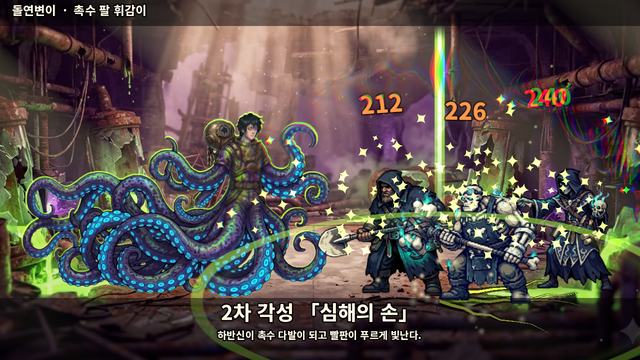 돌연변이 · 촉수 팔 휘감이
212
226
240
2차 각성 「심해의 손」
하반신이 촉수 다발이 되고 빨판이 푸르게 빛난다.